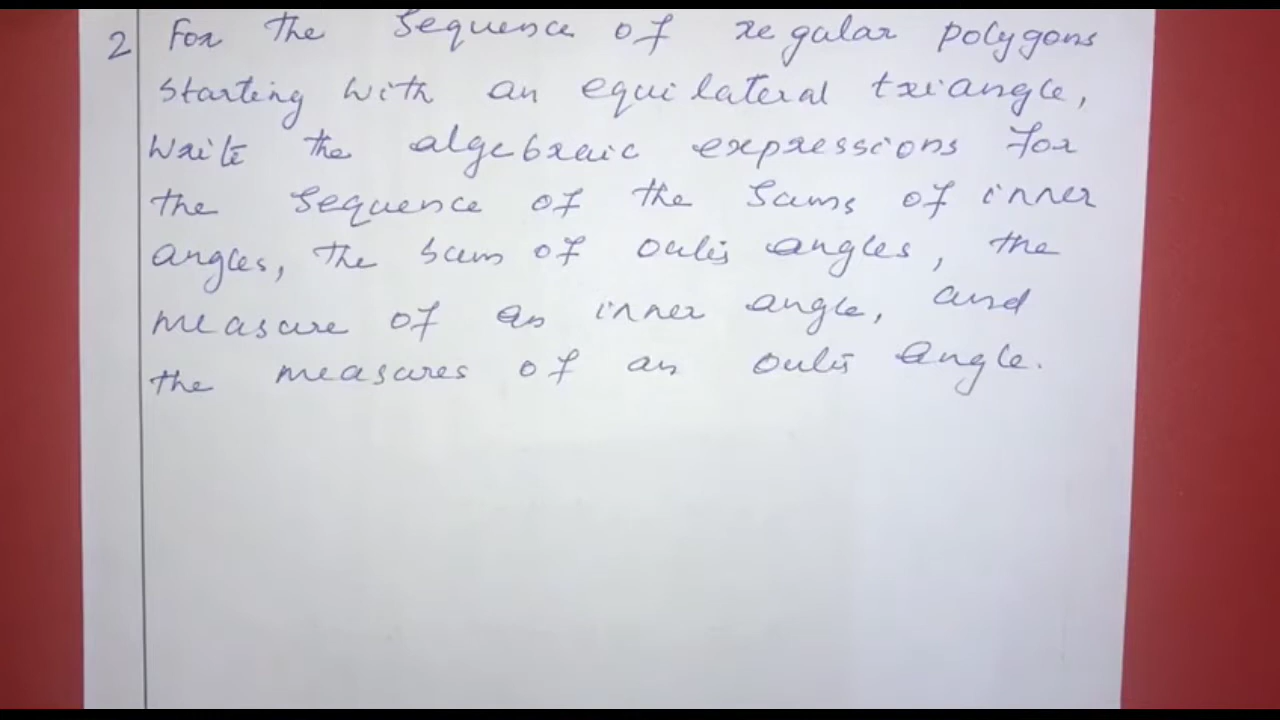 2 For the sequence of regular polygons
starting with an equilateral triangle,
write the algebraic expressions for
the sequence of the sums of inner
angles, the sum of outer angles, the
measure of an inner angle, and
the measures of an outer angle.